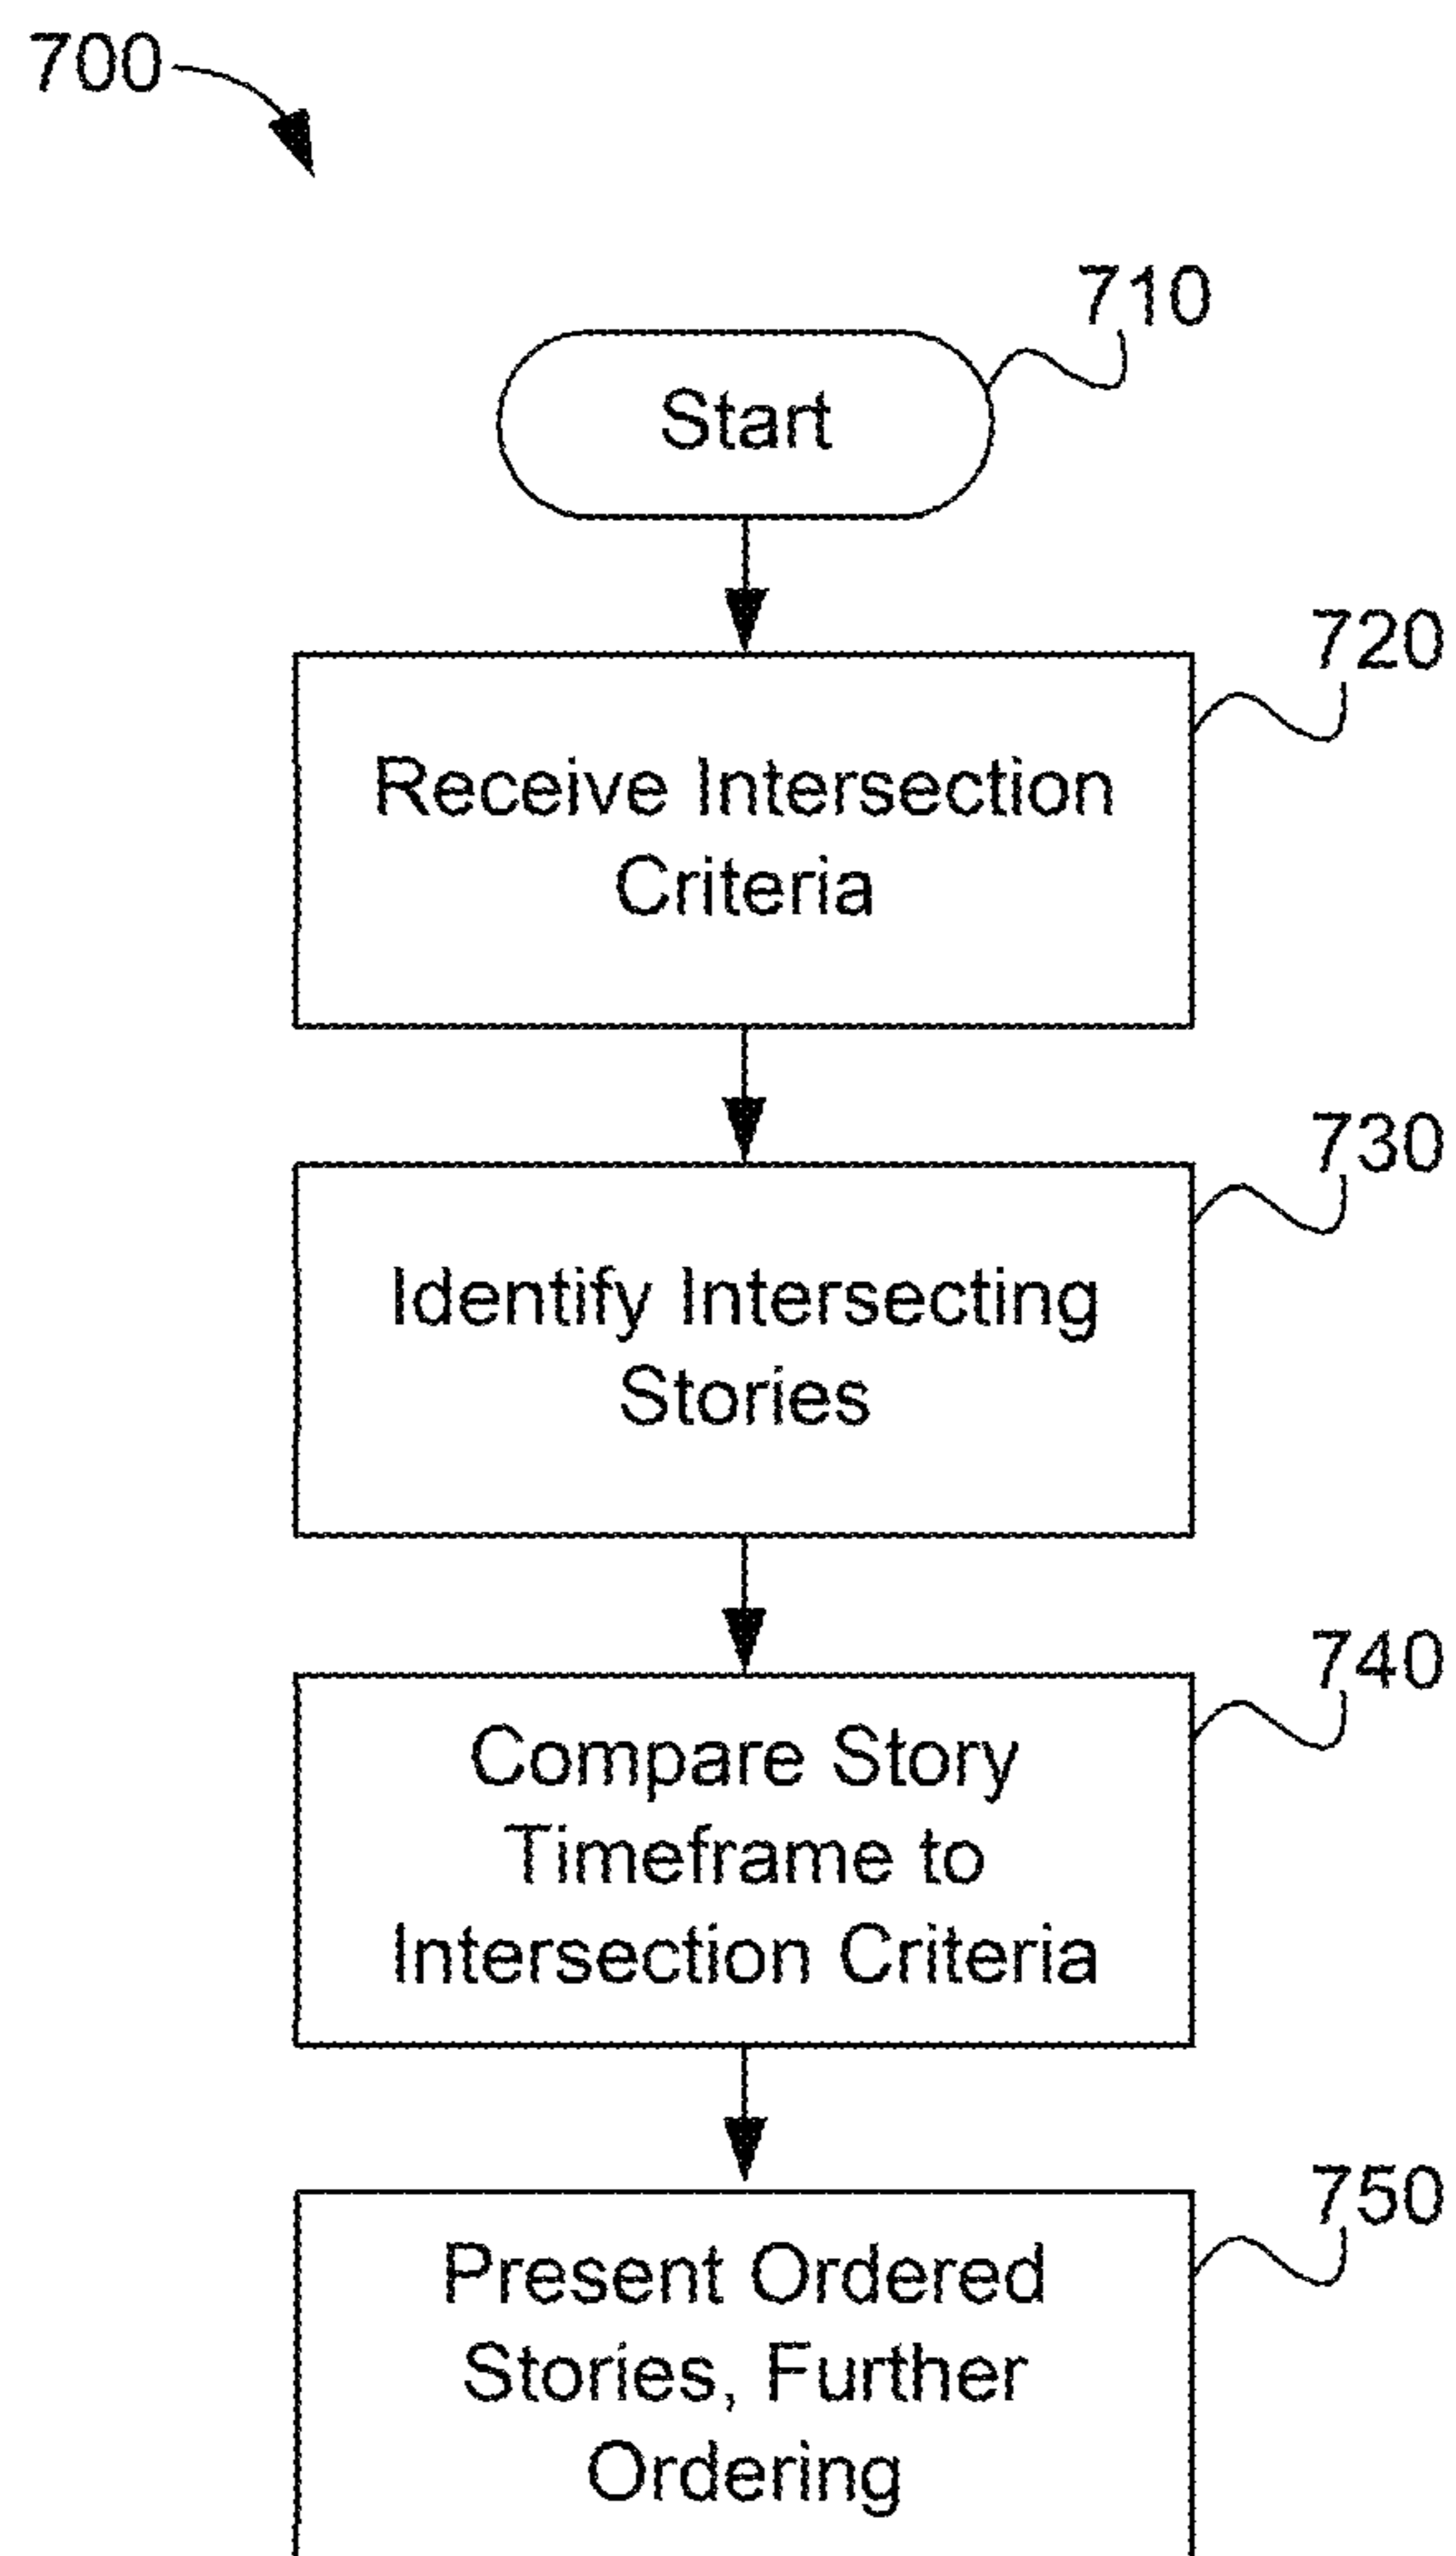 700
710
Start
720
Receive Intersection
Criteria
730
Identify Intersecting
Stories
740
Compare Story
Timeframe to
Intersection Criteria
750
Present Ordered
Stories, Further
Ordering